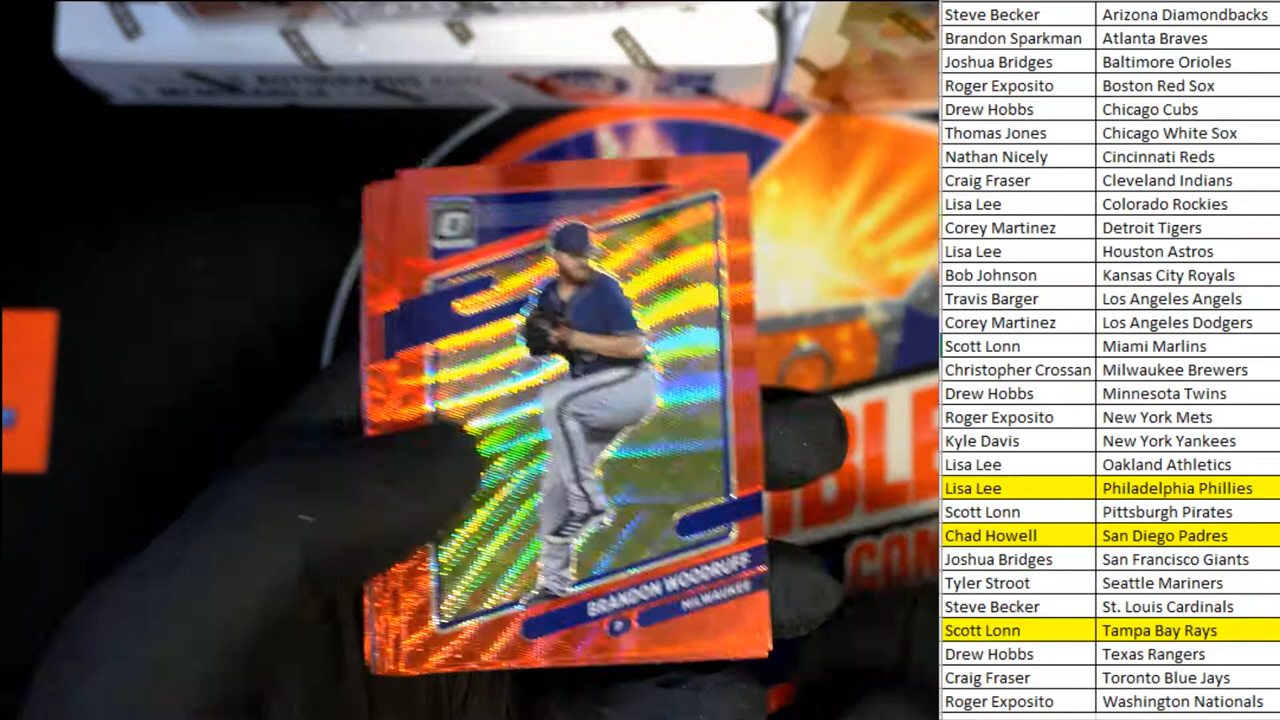 Steve Becker Arizona Diamondbacks
Brandon Sparkman Atlanta Braves
Joshua Bridges Baltimore Orioles
Roger Exposito Boston Red Sox
Drew Hobbs Chicago Cubs
Thomas Jones Chicago White Sox
Nathan Nicely Cincinnati Reds
Craig Fraser Cleveland Indians
Lisa Lee Colorado Rockies
Corey Martinez Detroit Tigers
Lisa Lee Houston Astros
Bob Johnson Kansas City Royals
Travis Barger Los Angeles Angels
Corey Martinez Los Angeles Dodgers
Scott Lonn Miami Marlins
Christopher Crossan Milwaukee Brewers
Drew Hobbs Minnesota Twins
Roger Exposito New York Mets
Kyle Davis New York Yankees
Lisa Lee Oakland Athletics
Lisa Lee Philadelphia Phillies
Scott Lonn Pittsburgh Pirates
Chad Howell San Diego Padres
Joshua Bridges San Francisco Giants
Tyler Stroot Seattle Mariners
Steve Becker St. Louis Cardinals
Scott Lonn Tampa Bay Rays
Drew Hobbs Texas Rangers
Craig Fraser Toronto Blue Jays
Roger Exposito Washington Nationals
BRANDON WOODRUFF
MILWAUKEE
P
BLE
CON